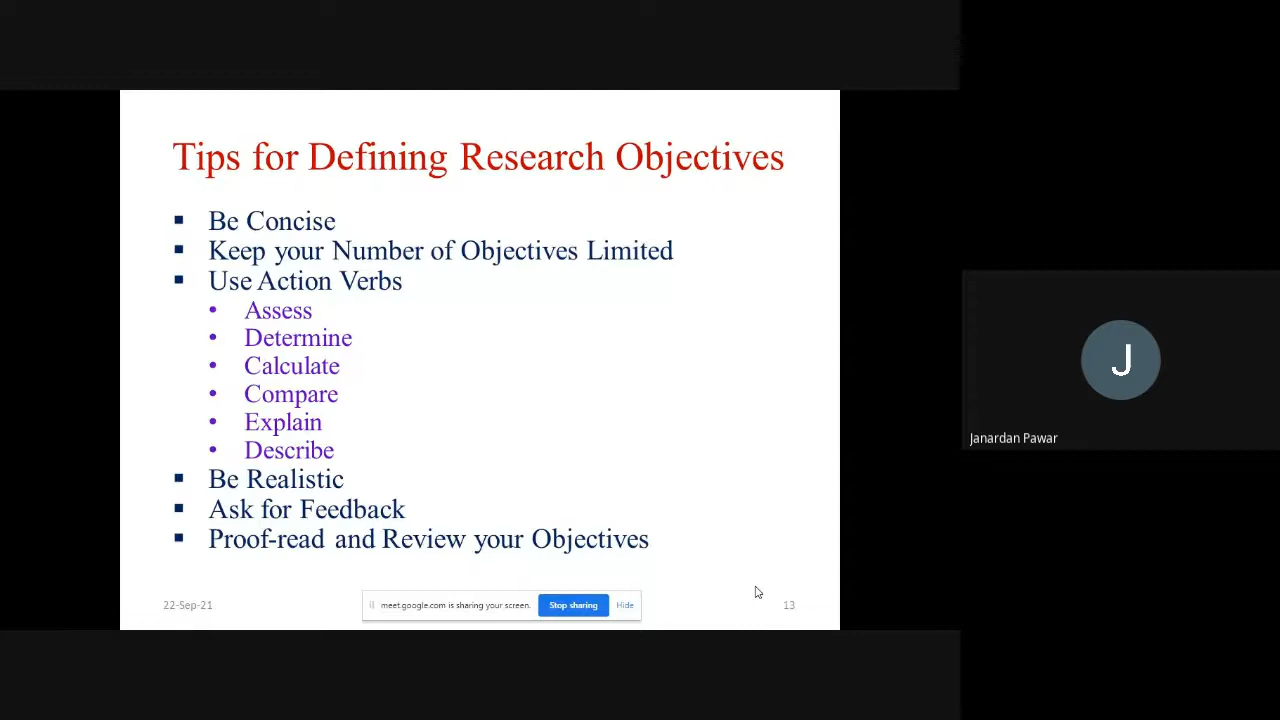 Tips for Defining Research Objectives
▪ Be Concise
▪ Keep your Number of Objectives Limited
▪ Use Action Verbs
• Assess
• Determine
• Calculate
• Compare
• Explain
• Describe
▪ Be Realistic
▪ Ask for Feedback
▪ Proof-read and Review your Objectives
22-Sep-21
meet.google.com is sharing your screen. Stop sharing Hide
13
J
Janardan Pawar